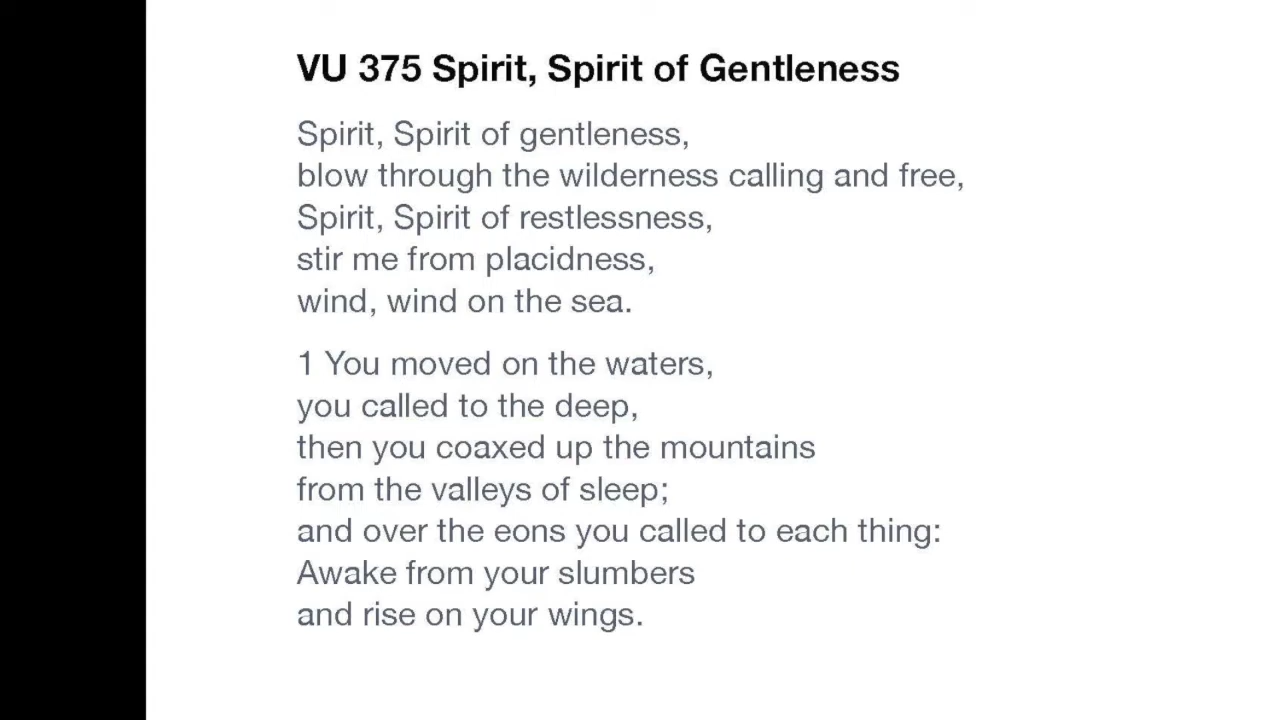 VU 375 Spirit, Spirit of Gentleness
Spirit, Spirit of gentleness,
blow through the wilderness calling and free,
Spirit, Spirit of restlessness,
stir me from placidness,
wind, wind on the sea.
1 You moved on the waters,
you called to the deep,
then you coaxed up the mountains
from the valleys of sleep;
and over the eons you called to each thing:
Awake from your slumbers
and rise on your wings.